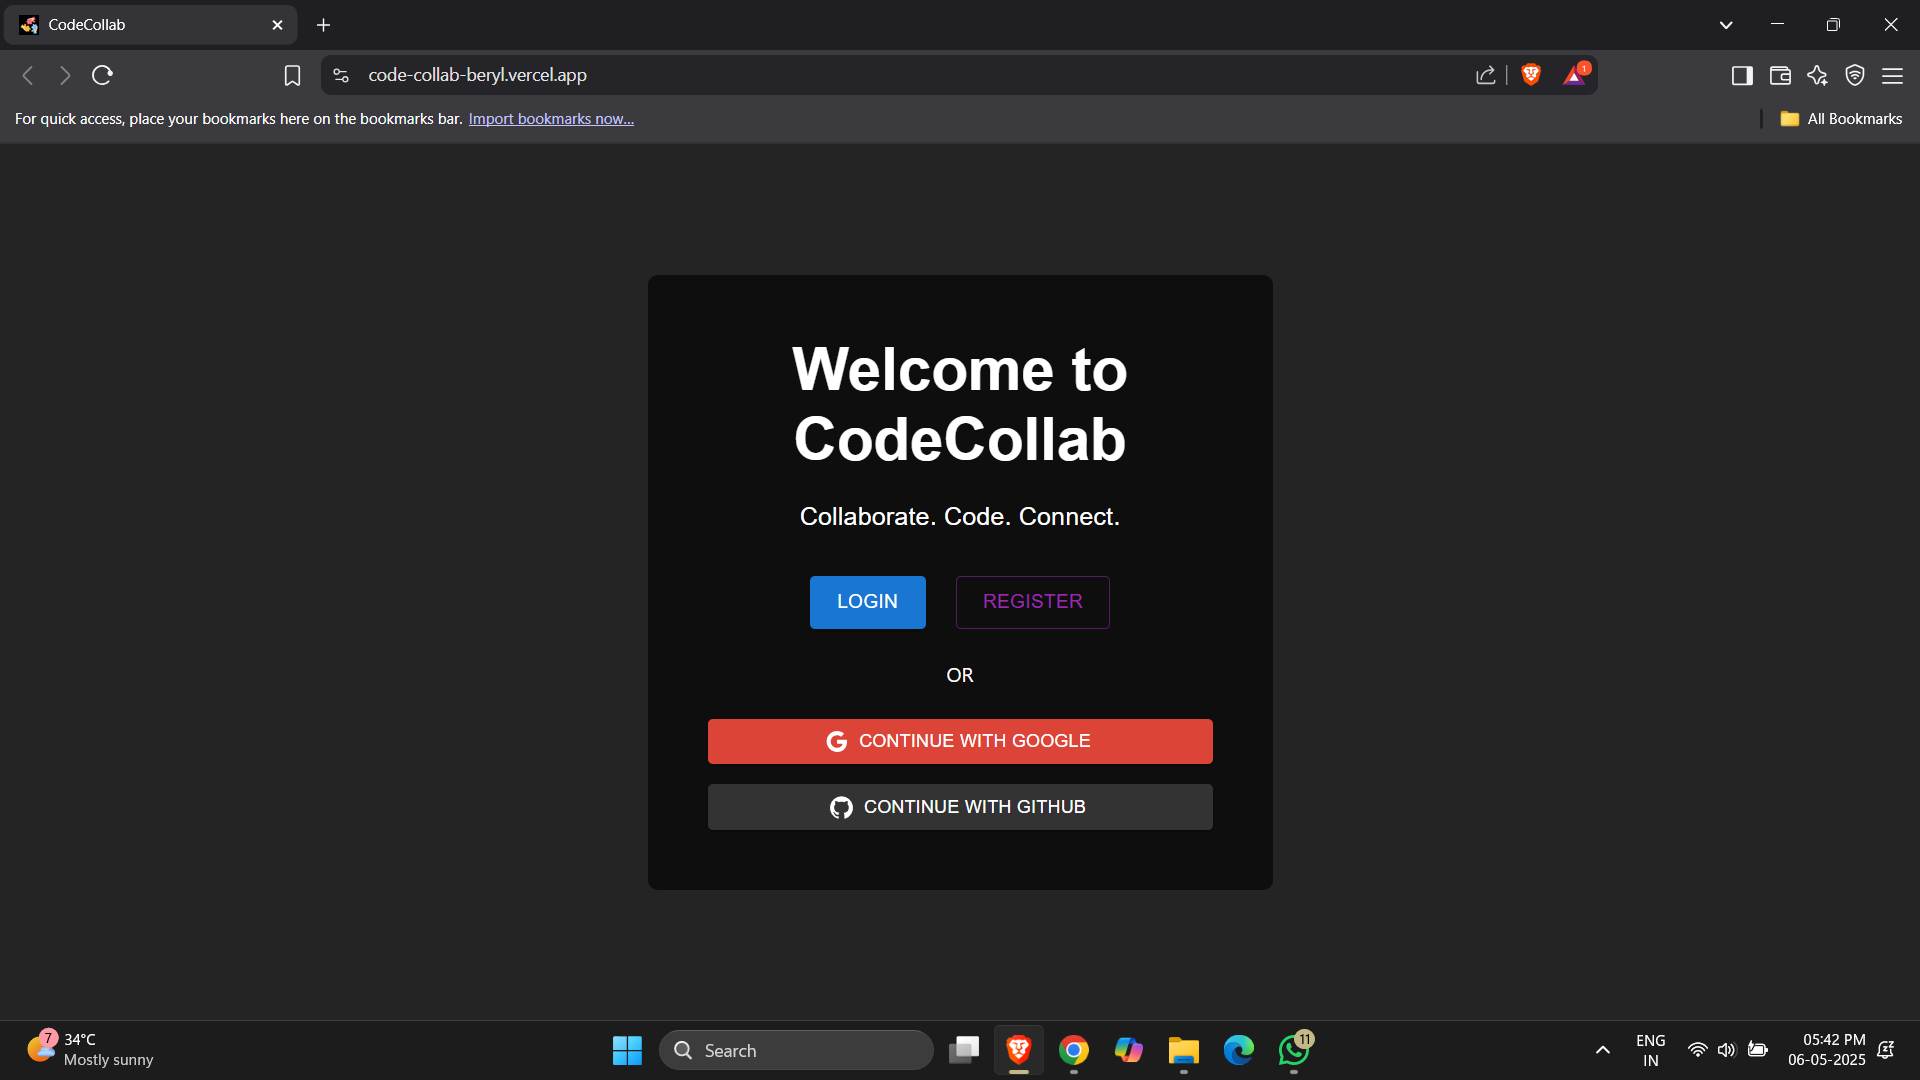 CodeCollab
code-collab-beryl.vercel.app
1
For quick access, place your bookmarks here on the bookmarks bar. Import bookmarks now...
All Bookmarks
Welcome to
CodeCollab
Collaborate. Code. Connect.
LOGIN
REGISTER
OR
G CONTINUE WITH GOOGLE
CONTINUE WITH GITHUB
7
34°C
Mostly sunny
Search
11
ENG
IN
05:42 PM
06-05-2025